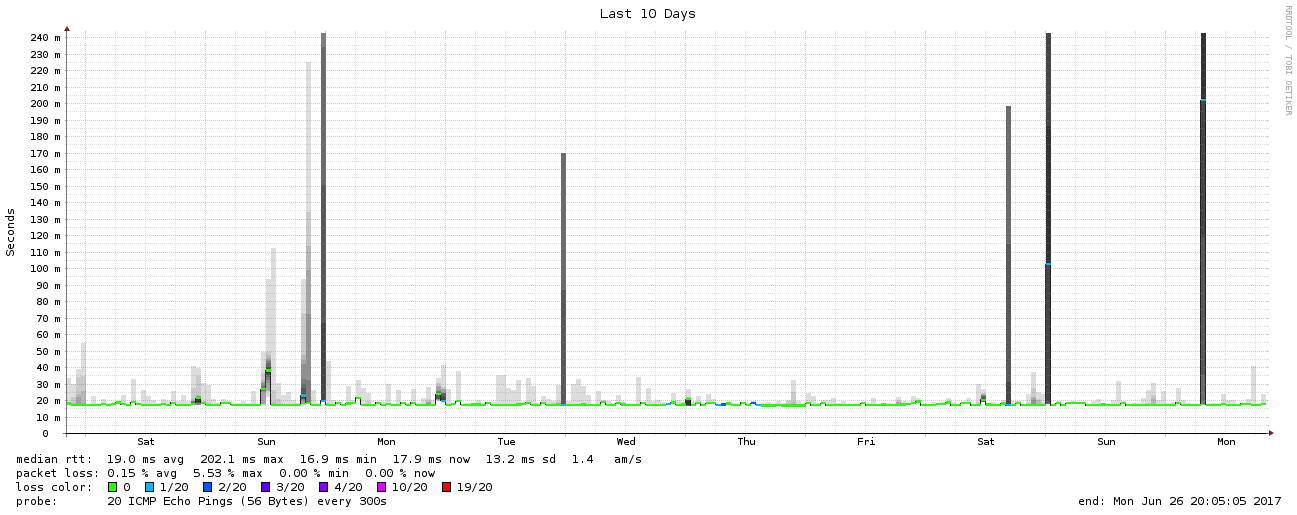 Last 10 Days
RRDTOOL / TOBI OETIKER
Seconds
240 m
230 m
220 m
210 m
200 m
190 m
180 m
170 m
160 m
150 m
140 m
130 m
120 m
110 m
100 m
90 m
80 m
70 m
60 m
50 m
40 m
30 m
20 m
10 m
0
Sat Sun Mon Tue Wed Thu Fri Sat Sun Mon
median rtt: 19.0 ms avg 202.1 ms max 16.9 ms min 17.9 ms now 13.2 ms sd 1.4 am/s
packet loss: 0.15 % avg 5.53 % max 0.00 % min 0.00 % now
loss color: 0 1/20 2/20 3/20 4/20 10/20 19/20
probe: 20 ICMP Echo Pings (56 Bytes) every 300s end: Mon Jun 26 20:05:05 2017